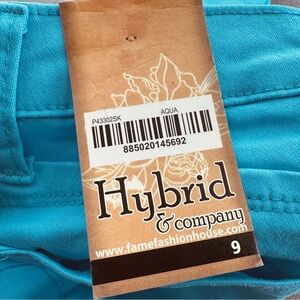 P43302SK AQUA
885020145692
Hybrid
& company
www.famefashionhouse.com
9